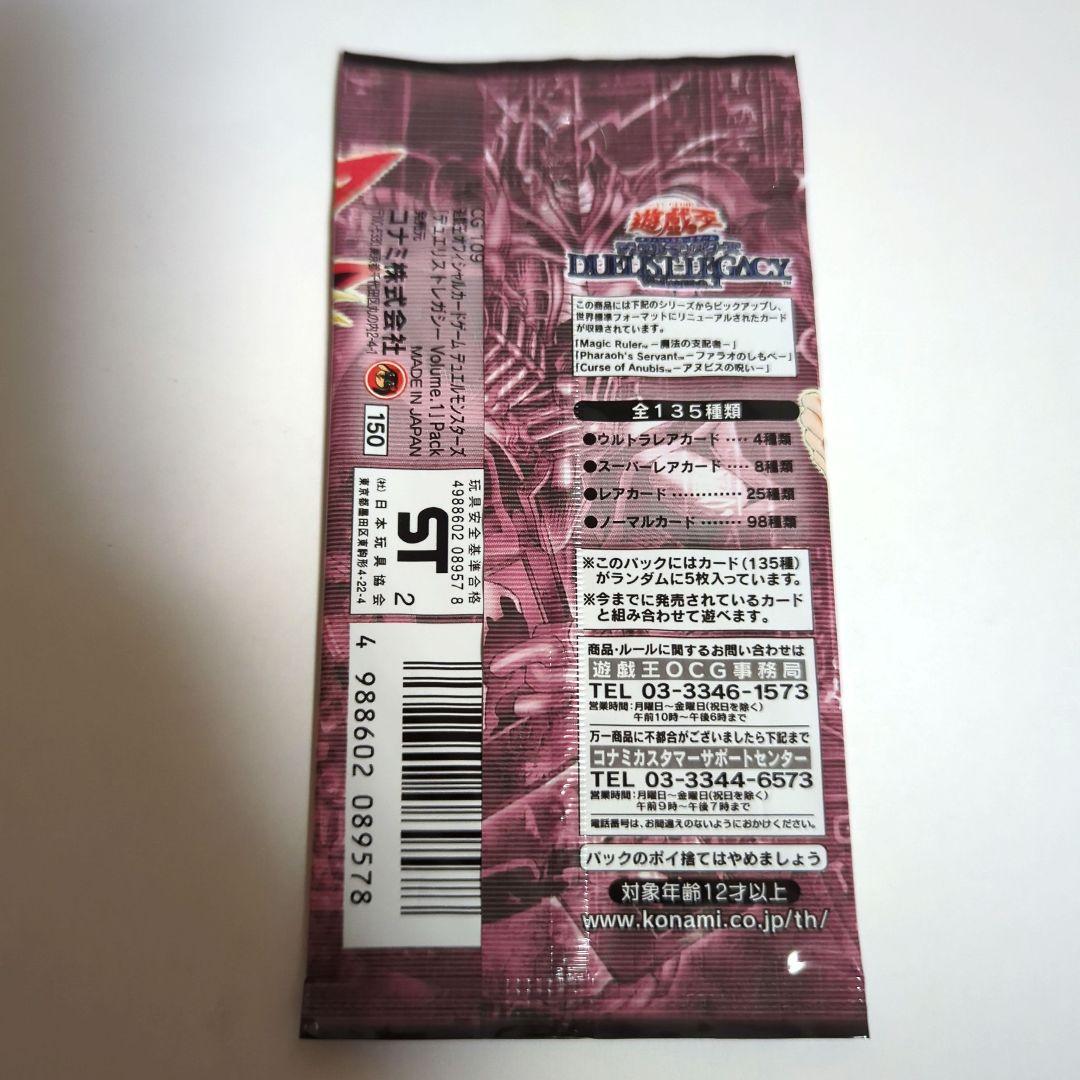 遊戯王
DUELIST LEGACY
この商品には下記のシリーズからピックアップし、
世界標準フォーマットにリニューアルされたカード
が収録されています。
「Magic Ruler™－魔法の支配者－」
「Pharaoh's Servant™－ファラオのしもべ－」
「Curse of Anubis™－アヌビスの呪い－」
全135種類
●ウルトラレアカード ‥‥ 4種類
●スーパーレアカード ‥‥ 8種類
●レアカード ………… 25種類
●ノーマルカード ……‥ 98種類
※このパックにはカード(135種)
がランダムに5枚入っています。
※今までに発売されているカード
と組み合わせて遊べます。
商品・ルールに関するお問い合わせは
遊戯王OCG事務局
TEL 03-3346-1573
営業時間：月曜日～金曜日(祝日を除く)
午前10時～午後6時まで
万一商品に不都合がございましたら下記まで
コナミカスタマーサポートセンター
TEL 03-3344-6573
営業時間：月曜日～金曜日(祝日を除く)
午前9時～午後7時まで
電話番号は、お間違えのないようにおかけください。
パックのポイ捨てはやめましょう
対象年齢12才以上
www.konami.co.jp/th/
CG 109
遊戯王オフィシャルカードゲーム デュエルモンスターズ
「デュエリストレガシー Volume.1」Pack
発売元 MADE IN JAPAN
コナミ株式会社
150
玩具安全基準合格
4988602 08957 8
ST
2
(社)日本玩具協会
東京都墨田区東駒形4-22-4
4 988602 089578